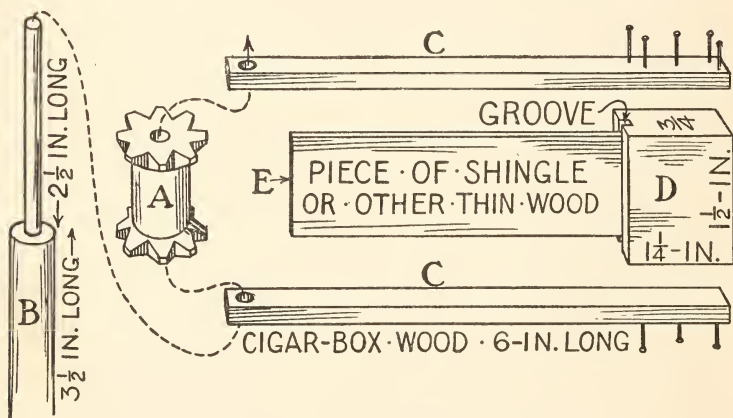 C
GROOVE
3/4
E
PIECE·OF·SHINGLE
OR·OTHER·THIN·WOOD
D
1 1/2-IN.
1 1/4-IN.
A
2 1/2 IN. LONG
B
3 1/2 IN. LONG
C
CIGAR-BOX·WOOD·6-IN. LONG